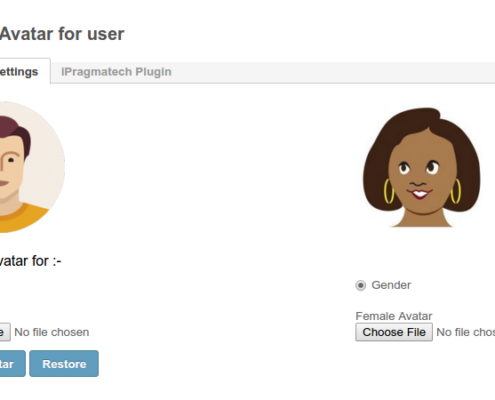 Avatar for user
ettings IPragmatech Plugin
vatar for :-
Gender
Female Avatar
e No file chosen Choose File No file chos
tar Restore